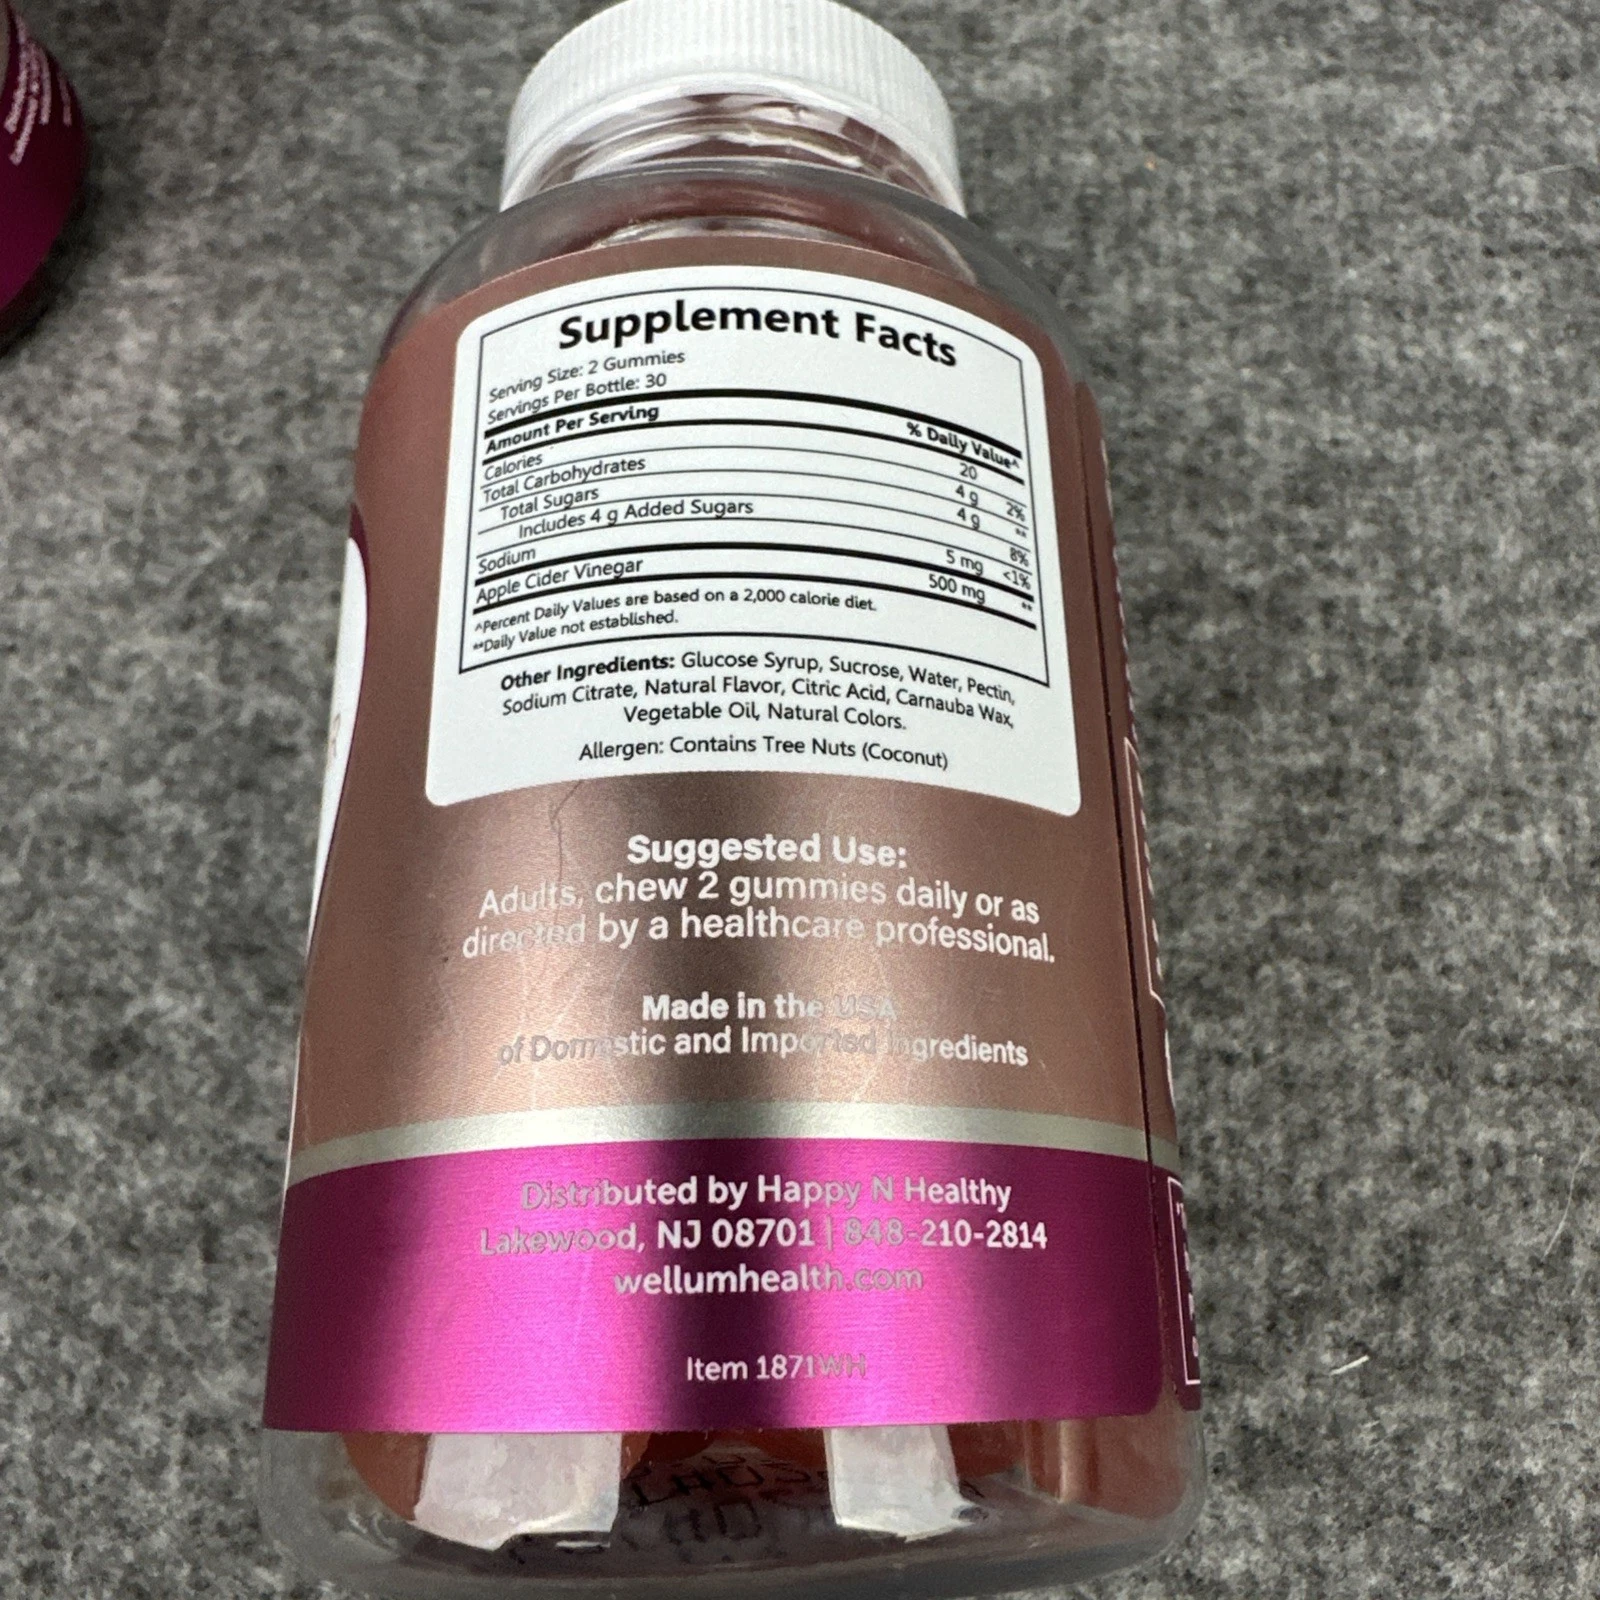 Supplement Facts
Serving Size: 2 Gummies
Servings Per Bottle: 30
Amount Per Serving % Daily Value^
Calories 20
Total Carbohydrates 4 g 2%
Total Sugars 4 g **
Includes 4 g Added Sugars 8%
Sodium 5 mg <1%
Apple Cider Vinegar 500 mg **
^Percent Daily Values are based on a 2,000 calorie diet.
**Daily Value not established.
Other Ingredients: Glucose Syrup, Sucrose, Water, Pectin,
Sodium Citrate, Natural Flavor, Citric Acid, Carnauba Wax,
Vegetable Oil, Natural Colors.
Allergen: Contains Tree Nuts (Coconut)
Suggested Use:
Adults, chew 2 gummies daily or as
directed by a healthcare professional.
Made in the USA
of Domestic and Imported Ingredients
Distributed by Happy N Healthy
Lakewood, NJ 08701 | 848-210-2814
wellumhealth.com
Item 1871WH